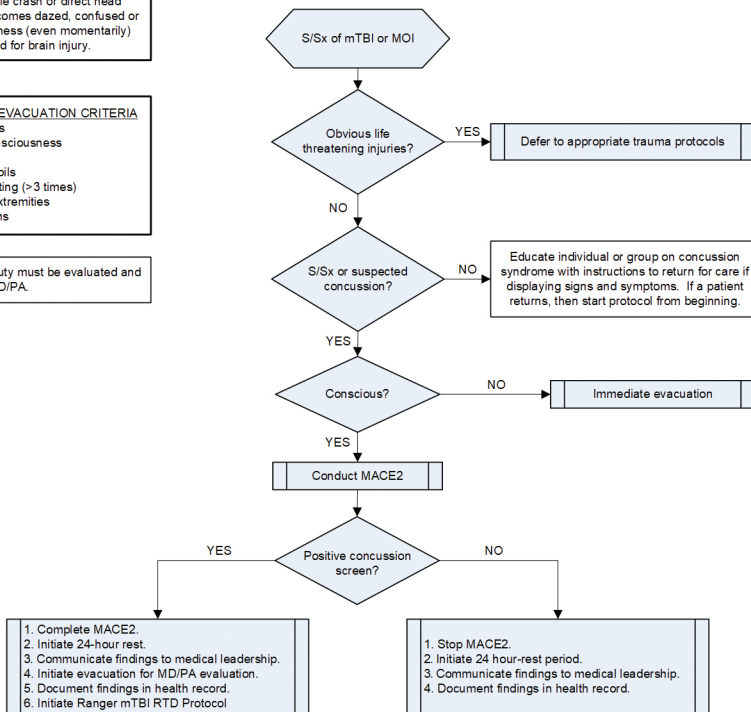 direct head
comes dazed, confused or
ness (even momentarily)
d for brain injury.
S/Sx of mTBI or MOI
EVACUATION CRITERIA
s
sciousness
ils
ting (>3 times)
xtremities
ns
Obvious life
threatening injuries?
YES
Defer to appropriate trauma protocols
NO
uty must be evaluated and
D/PA.
S/Sx or suspected
concussion?
NO
Educate individual or group on concussion
syndrome with instructions to return for care if
displaying signs and symptoms. If a patient
returns, then start protocol from beginning.
YES
Conscious?
NO
Immediate evacuation
YES
Conduct MACE2
Positive concussion
screen?
YES
NO
1. Complete MACE2.
2. Initiate 24-hour rest.
3. Communicate findings to medical leadership.
4. Initiate evacuation for MD/PA evaluation.
5. Document findings in health record.
6. Initiate Ranger mTBI RTD Protocol
1. Stop MACE2.
2. Initiate 24 hour-rest period.
3. Communicate findings to medical leadership.
4. Document findings in health record.